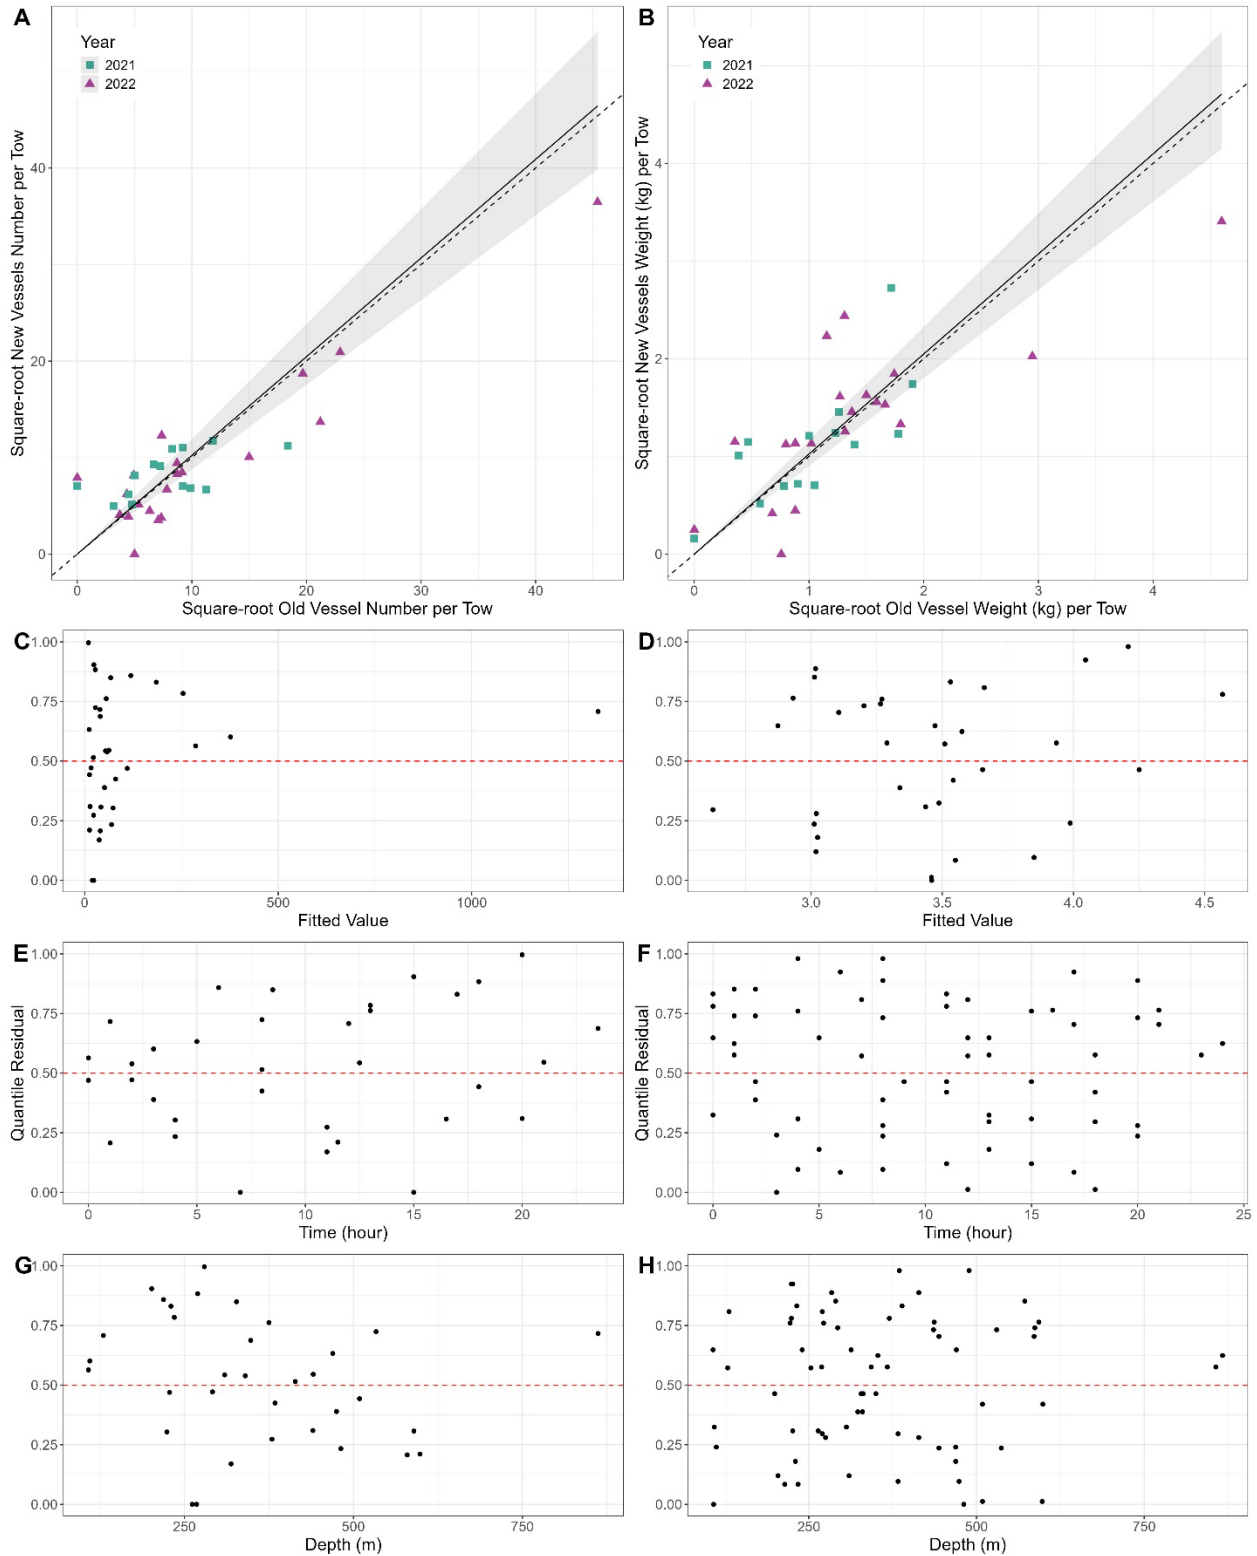 A
B
Year
2021
2022
Year
2021
2022
Square-root New Vessels Number per Tow
Square-root New Vessels Weight (kg) per Tow
40
20
0
4
2
0
0 10 20 30 40
0 1 2 3 4
Square-root Old Vessel Number per Tow
Square-root Old Vessel Weight (kg) per Tow
C
1.00
0.75
0.50
0.25
0.00
0 500 1000
Fitted Value
D
1.00
0.75
0.50
0.25
0.00
3.0 3.5 4.0 4.5
Fitted Value
E
1.00
0.75
0.50
0.25
0.00
Quantile Residual
0 5 10 15 20
Time (hour)
F
1.00
0.75
0.50
0.25
0.00
Quantile Residual
0 5 10 15 20 25
Time (hour)
G
1.00
0.75
0.50
0.25
0.00
250 500 750
Depth (m)
H
1.00
0.75
0.50
0.25
0.00
250 500 750
Depth (m)